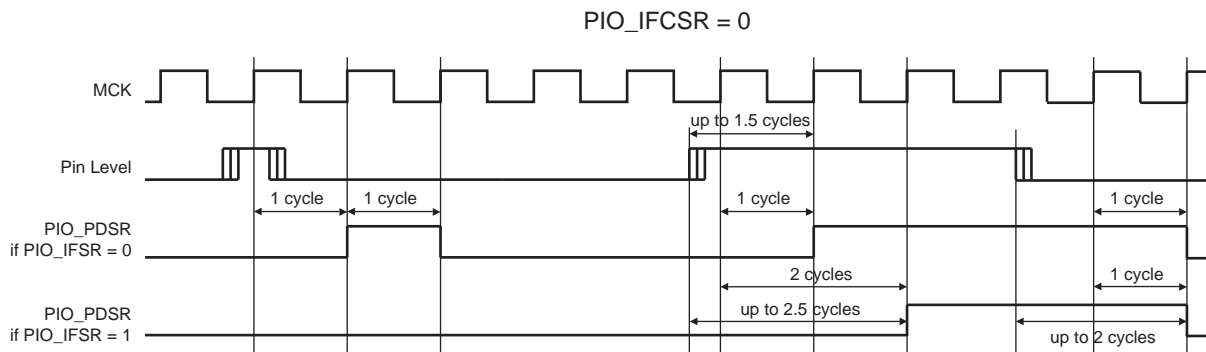 PIO_IFCSR = 0
MCK
up to 1.5 cycles
Pin Level
1 cycle
1 cycle
1 cycle
1 cycle
PIO_PDSR
if PIO_IFSR = 0
2 cycles
1 cycle
PIO_PDSR
if PIO_IFSR = 1
up to 2.5 cycles
up to 2 cycles